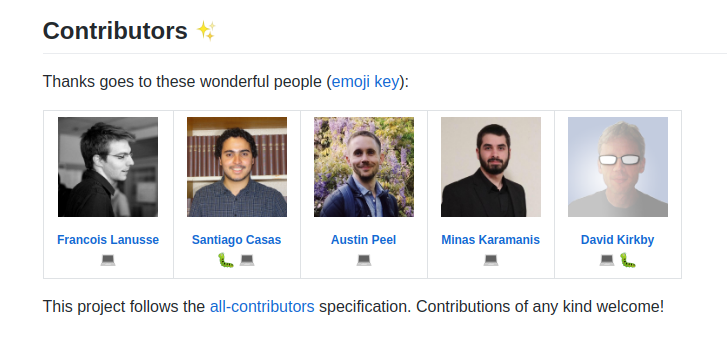 Contributors ✨
Thanks goes to these wonderful people (emoji key):
Francois Lanusse
Santiago Casas
Austin Peel
Minas Karamanis
David Kirkby
This project follows the all-contributors specification. Contributions of any kind welcome!